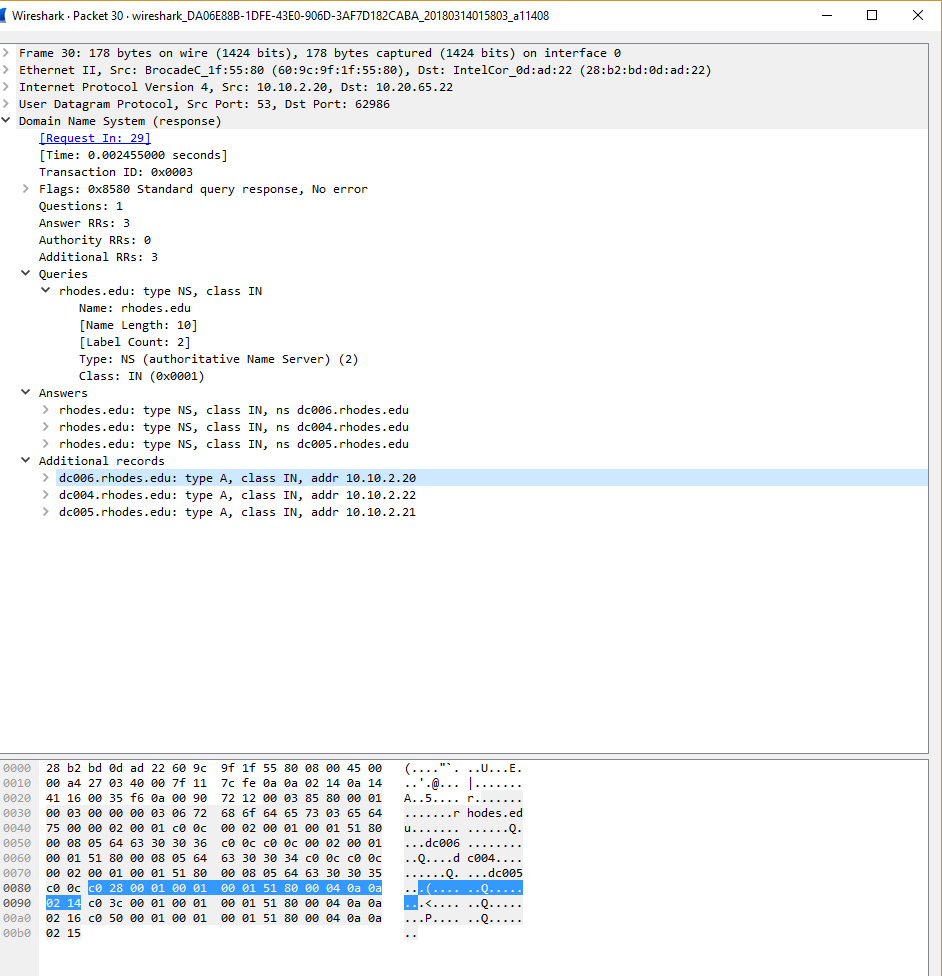 Wireshark · Packet 30 · wireshark_DA06E88B-1DFE-43E0-906D-3AF7D182CABA_20180314015803_a11408
Frame 30: 178 bytes on wire (1424 bits), 178 bytes captured (1424 bits) on interface 0
Ethernet II, Src: BrocadeC_1f:55:80 (60:9c:9f:1f:55:80), Dst: IntelCor_0d:ad:22 (28:b2:bd:0d:ad:22)
Internet Protocol Version 4, Src: 10.10.2.20, Dst: 10.20.65.22
User Datagram Protocol, Src Port: 53, Dst Port: 62986
Domain Name System (response)
[Request In: 29]
[Time: 0.002455000 seconds]
Transaction ID: 0x0003
Flags: 0x8580 Standard query response, No error
Questions: 1
Answer RRs: 3
Authority RRs: 0
Additional RRs: 3
Queries
rhodes.edu: type NS, class IN
Name: rhodes.edu
[Name Length: 10]
[Label Count: 2]
Type: NS (authoritative Name Server) (2)
Class: IN (0x0001)
Answers
rhodes.edu: type NS, class IN, ns dc006.rhodes.edu
rhodes.edu: type NS, class IN, ns dc004.rhodes.edu
rhodes.edu: type NS, class IN, ns dc005.rhodes.edu
Additional records
dc006.rhodes.edu: type A, class IN, addr 10.10.2.20
dc004.rhodes.edu: type A, class IN, addr 10.10.2.22
dc005.rhodes.edu: type A, class IN, addr 10.10.2.21
0000 28 b2 bd 0d ad 22 60 9c 9f 1f 55 80 08 00 45 00 (...."`. ..U...E.
0010 00 a4 27 03 40 00 7f 11 7c fe 0a 0a 02 14 0a 14 ..'.@... |.......
0020 41 16 00 35 f6 0a 00 90 72 12 00 03 85 80 00 01 A..5.... r.......
0030 00 03 00 00 00 03 06 72 68 6f 64 65 73 03 65 64 .......r hodes.ed
0040 75 00 00 02 00 01 c0 0c 00 02 00 01 00 01 51 80 u....... ......Q.
0050 00 08 05 64 63 30 30 36 c0 0c c0 0c 00 02 00 01 ...dc006 ........
0060 00 01 51 80 00 08 05 64 63 30 30 34 c0 0c c0 0c ..Q....d c004....
0070 00 02 00 01 00 01 51 80 00 08 05 64 63 30 30 35 ......Q. ...dc005
0080 c0 0c c0 28 00 01 00 01 00 01 51 80 00 04 0a 0a ...(.... ..Q.....
0090 02 14 c0 3c 00 01 00 01 00 01 51 80 00 04 0a 0a ...<.... ..Q.....
00a0 02 16 c0 50 00 01 00 01 00 01 51 80 00 04 0a 0a ...P.... ..Q.....
00b0 02 15 ..